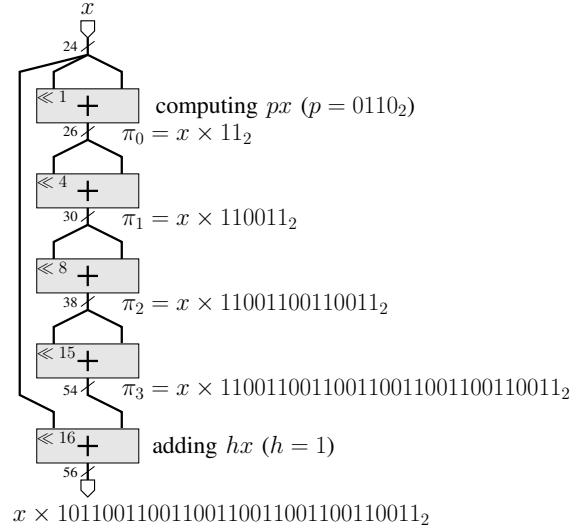 x
24
≪ 1
+
computing px (p = 0110₂)
26
π₀ = x × 11₂
≪ 4
+
30
π₁ = x × 110011₂
≪ 8
+
38
π₂ = x × 11001100110011₂
≪ 15
+
54
π₃ = x × 110011001100110011001100110011₂
≪ 16
+
adding hx (h = 1)
56
x × 10110011001100110011001100110011₂